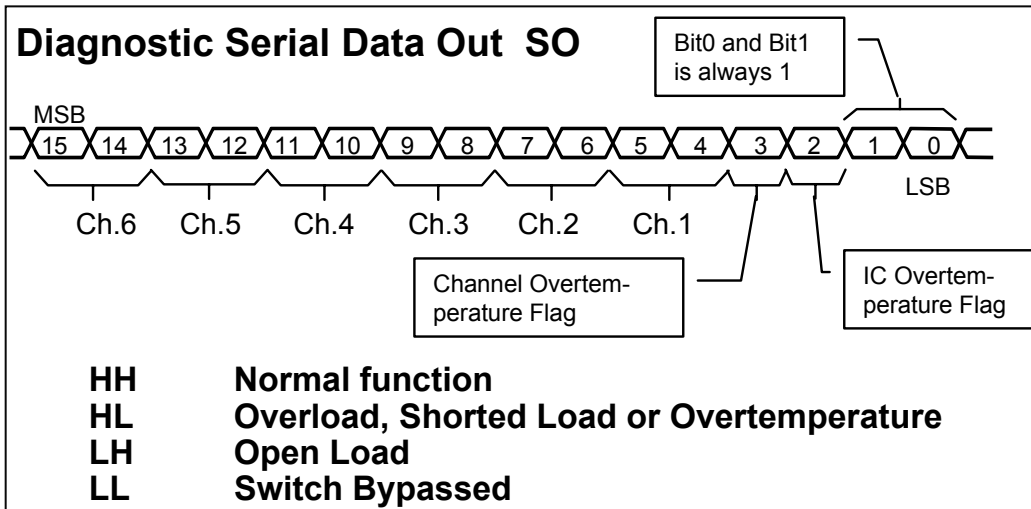 Diagnostic Serial Data Out SO
Bit0 and Bit1
is always 1
MSB
15 14 13 12 11 10 9 8 7 6 5 4 3 2 1 0
LSB
Ch.6 Ch.5 Ch.4 Ch.3 Ch.2 Ch.1
Channel Overtem-
perature Flag
IC Overtem-
perature Flag
HH Normal function
HL Overload, Shorted Load or Overtemperature
LH Open Load
LL Switch Bypassed